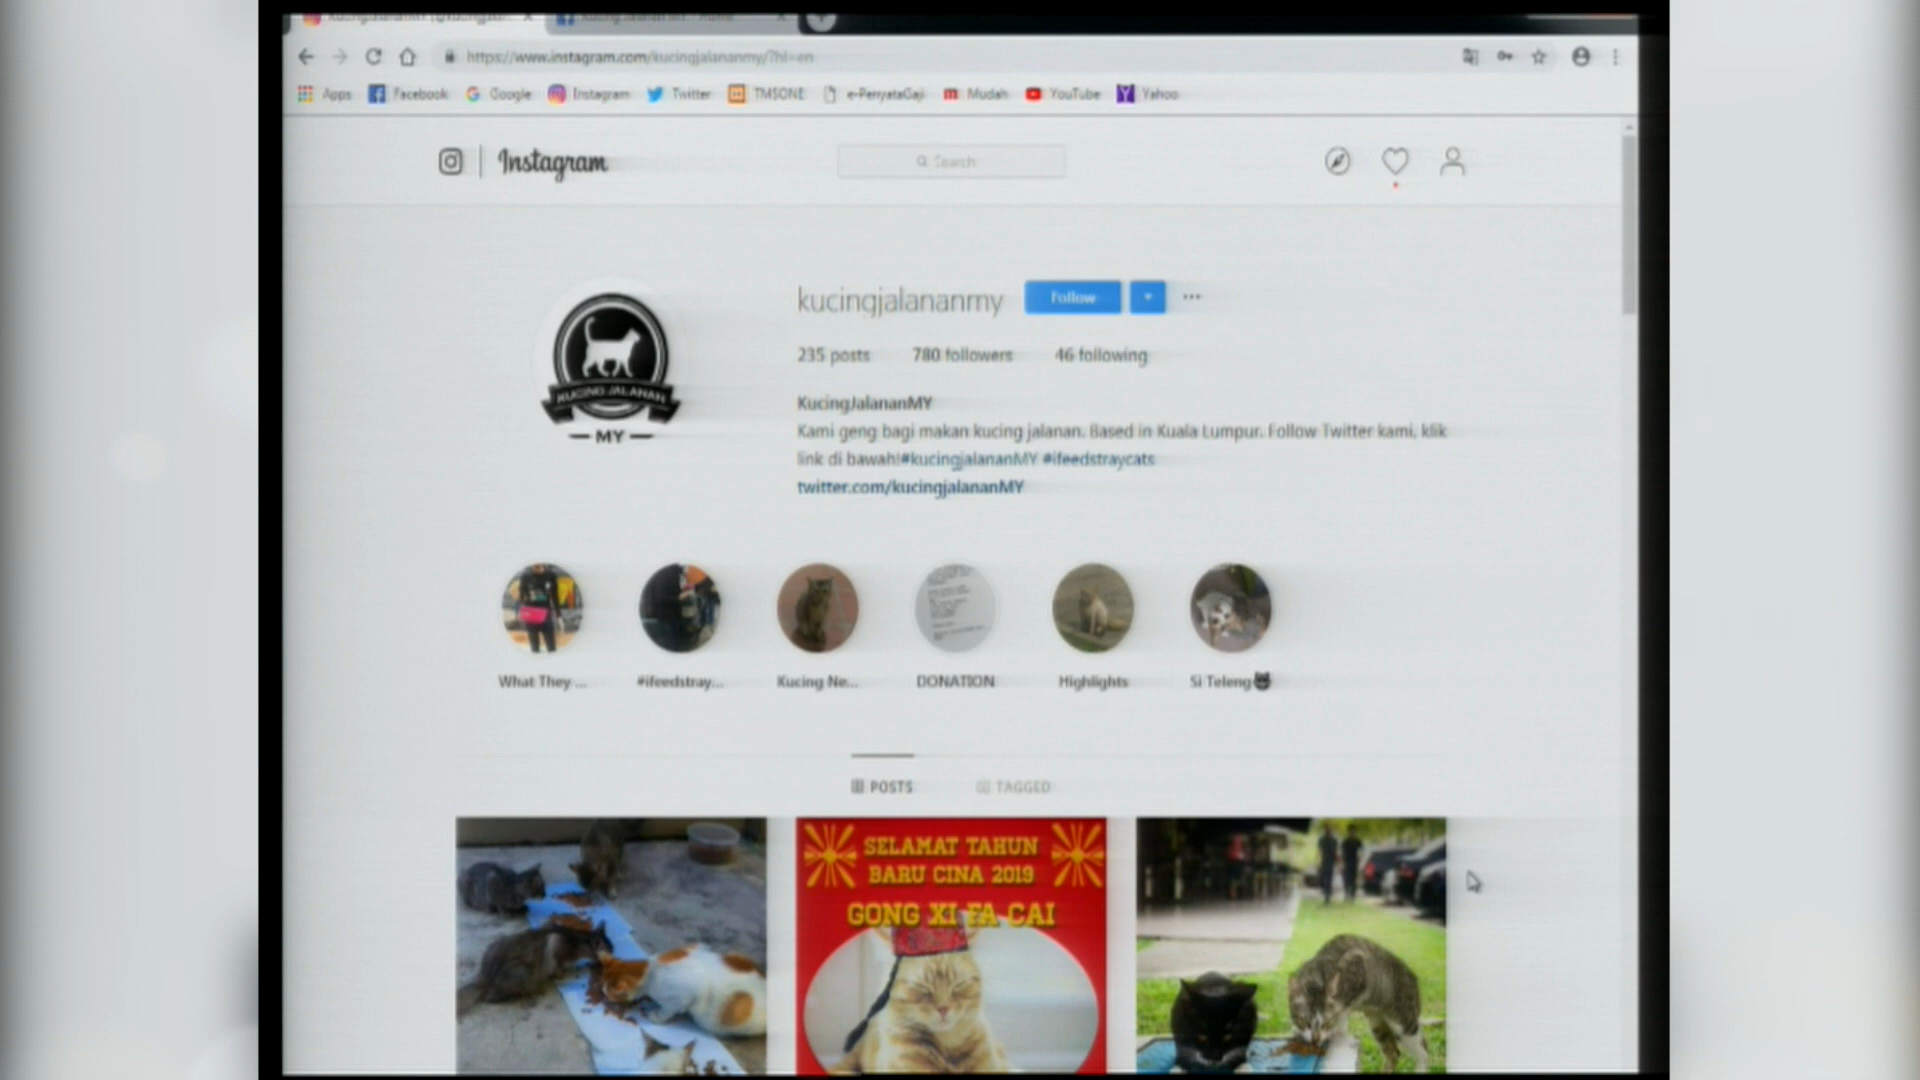 https://www.instagram.com/kucingjalananmy/?hl=en
Apps Facebook Google Instagram Twitter TM5ONE e-PenyataGaji Mudah YouTube Yahoo
Instagram
Search
kucingjalananmy Follow
235 posts 780 followers 46 following
KucingJalananMY
Kami geng bagi makan kucing jalanan. Based in Kuala Lumpur. Follow Twitter kami, klik
link di bawah!#kucingjalananMY #ifeedstraycats
twitter.com/kucingjalananMY
KUCING JALANAN
MY
What They ... #ifeedstray... Kucing Ne... DONATION Highlights Si Teleng
POSTS TAGGED
SELAMAT TAHUN
BARU CINA 2019
GONG XI FA CAI